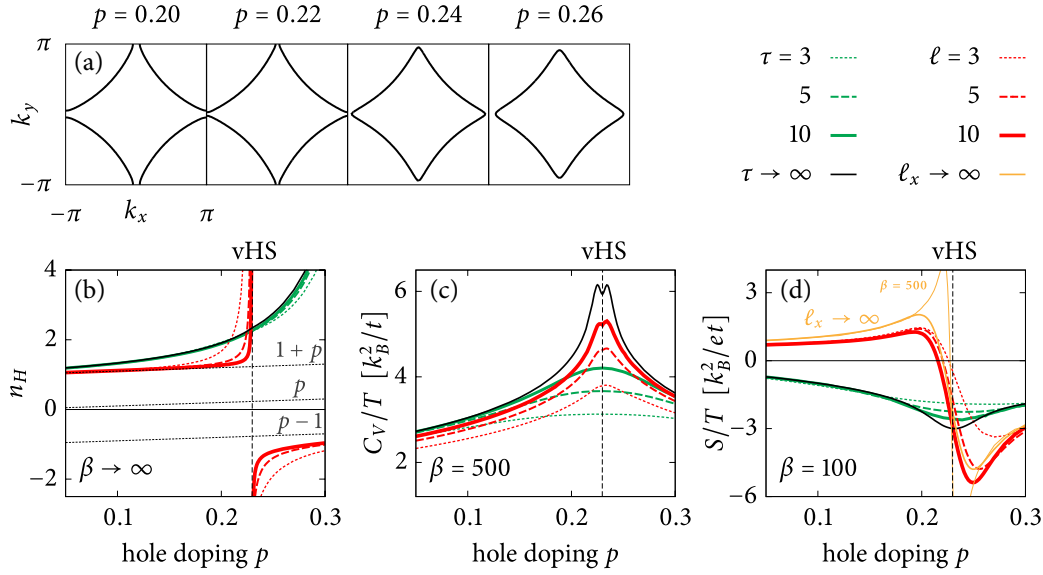 p = 0.20 p = 0.22 p = 0.24 p = 0.26
(a)
π
k_y
−π
−π k_x π
τ = 3 ℓ = 3
5 5
10 10
τ → ∞ ℓ_x → ∞
vHS vHS vHS
(b)
4
2
0
−2
n_H
1 + p
p
p − 1
β → ∞
0.1 0.2 0.3
hole doping p
(c)
6
4
2
C_V/T [k_B^2/t]
β = 500
0.1 0.2 0.3
hole doping p
(d)
3
0
−3
−6
S/T [k_B^2/et]
β = 500
ℓ_x → ∞
β = 100
0.1 0.2 0.3
hole doping p